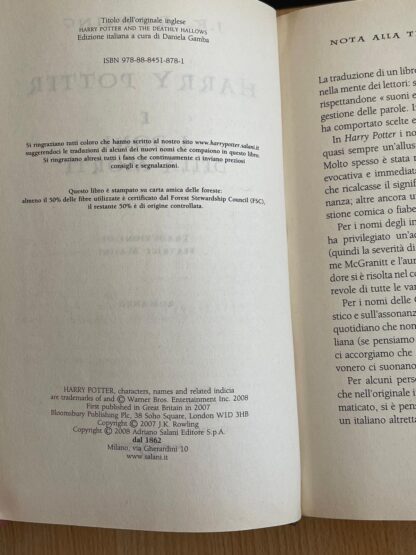 Titolo dell'originale inglese
HARRY POTTER AND THE DEATHLY HALLOWS
Edizione italiana a cura di Daniela Gamba
ISBN 978-88-8451-878-1
Si ringraziano tutti coloro che hanno scritto al nostro sito www.harrypotter.salani.it
suggerendoci le traduzioni di alcuni dei nuovi nomi che compaiono in questo libro.
Si ringraziano altresì tutti i fans che continuamente ci inviano preziosi
consigli e segnalazioni.
Questo libro è stampato su carta amica delle foreste:
almeno il 50% delle fibre utilizzate è certificato dal Forest Stewardship Council (FSC),
il restante 50% è di origine controllata.
HARRY POTTER, characters, names and related indicia
are trademarks of and © Warner Bros. Entertainment Inc. 2008
First published in Great Britain in 2007
Bloomsbury Publishing Plc, 38 Soho Square, London W1D 3HB
Copyright © 2007 J.K. Rowling
Copyright © 2008 Adriano Salani Editore S.p.A.
dal 1862
Milano, via Gherardini 10
www.salani.it
NOTA ALLA T
La traduzione di un libro
nella mente dei lettori: s
rispettandone « suoni e
gestione delle parole. I
ha comportato scelte e
In Harry Potter i no
quasi sempre un'allus
Molto spesso è stata
evocativa e immediat
che ricalcasse il signif
nanza; altre ancora un
stione comica o fiabe
Per i nomi degli in
ha privilegiato un'ac
(quindi la severità di
me McGranitt e l'aur
dore si è risolta nel co
revole di tutte le var
Per i nomi delle C
stico e sull'assonanz
quotidiano che non
liana (se pensiamo
ci accorgiamo che
vonero ci suonano
Per alcuni perso
che nell'originale i
maticato, si è pens
un italiano altretta